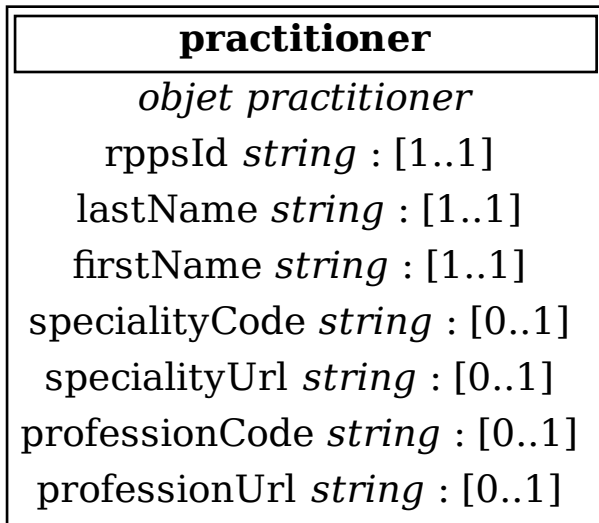 practitioner
objet practitioner
rppsId string : [1..1]
lastName string : [1..1]
firstName string : [1..1]
specialityCode string : [0..1]
specialityUrl string : [0..1]
professionCode string : [0..1]
professionUrl string : [0..1]